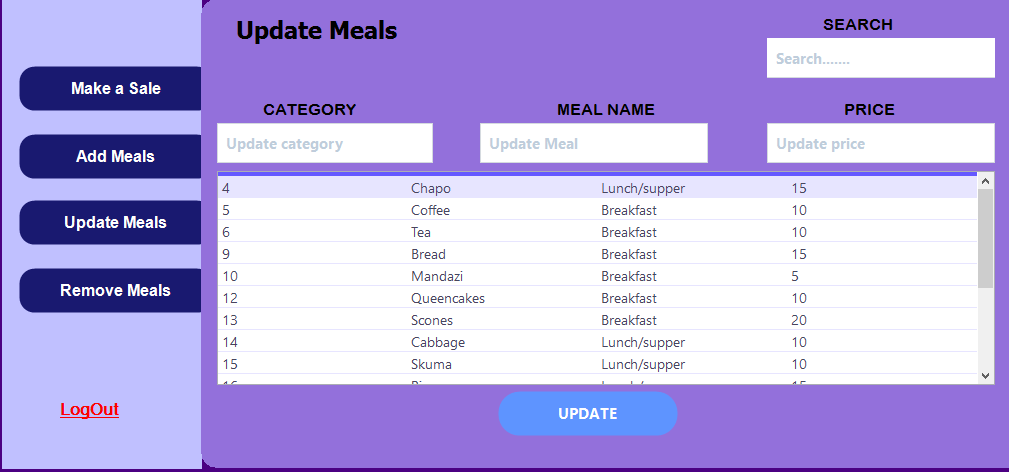 Update Meals
SEARCH
Search.......
Make a Sale
Add Meals
Update Meals
Remove Meals
LogOut
CATEGORY MEAL NAME PRICE
Update category Update Meal Update price
4 Chapo Lunch/supper 15
5 Coffee Breakfast 10
6 Tea Breakfast 10
9 Bread Breakfast 15
10 Mandazi Breakfast 5
12 Queencakes Breakfast 10
13 Scones Breakfast 20
14 Cabbage Lunch/supper 10
15 Skuma Lunch/supper 10
UPDATE